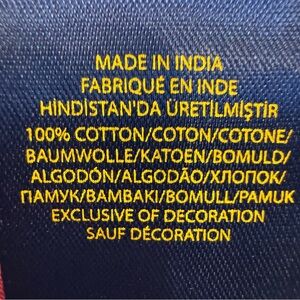 MADE IN INDIA
FABRIQUÉ EN INDE
HİNDİSTAN'DA ÜRETİLMİŞTİR
100% COTTON/COTON/COTONE/
BAUMWOLLE/KATOEN/BOMULD/
ALGODÓN/ALGODÃO/ХЛОПОК/
ПАМУК/BAMBAKI/BOMULL/PAMUK
EXCLUSIVE OF DECORATION
SAUF DÉCORATION